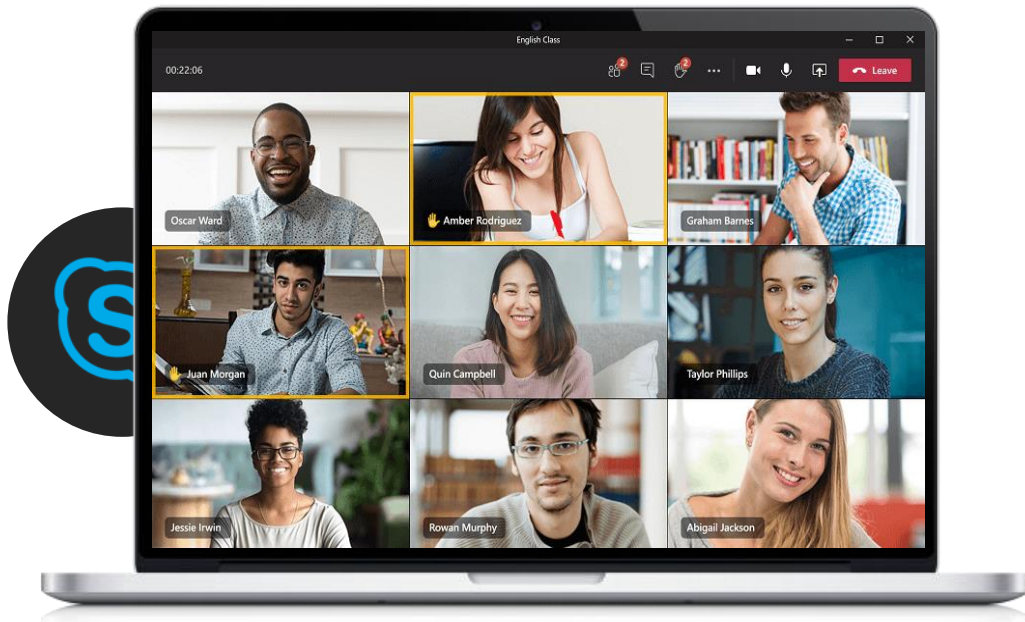 English Class
00:22:06
2
2
Leave
Oscar Ward
Amber Rodriguez
Graham Barnes
Juan Morgan
Quin Campbell
Taylor Phillips
Jessie Irwin
Rowan Murphy
Abigail Jackson
S